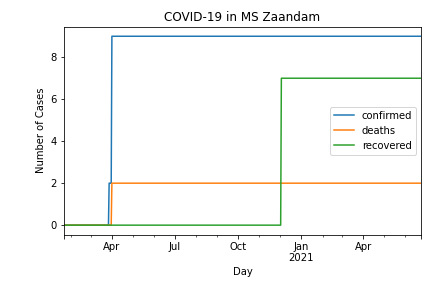 COVID-19 in MS Zaandam
Number of Cases
8
6
4
2
0
confirmed
deaths
recovered
Apr
Jul
Oct
Jan
2021
Apr
Day